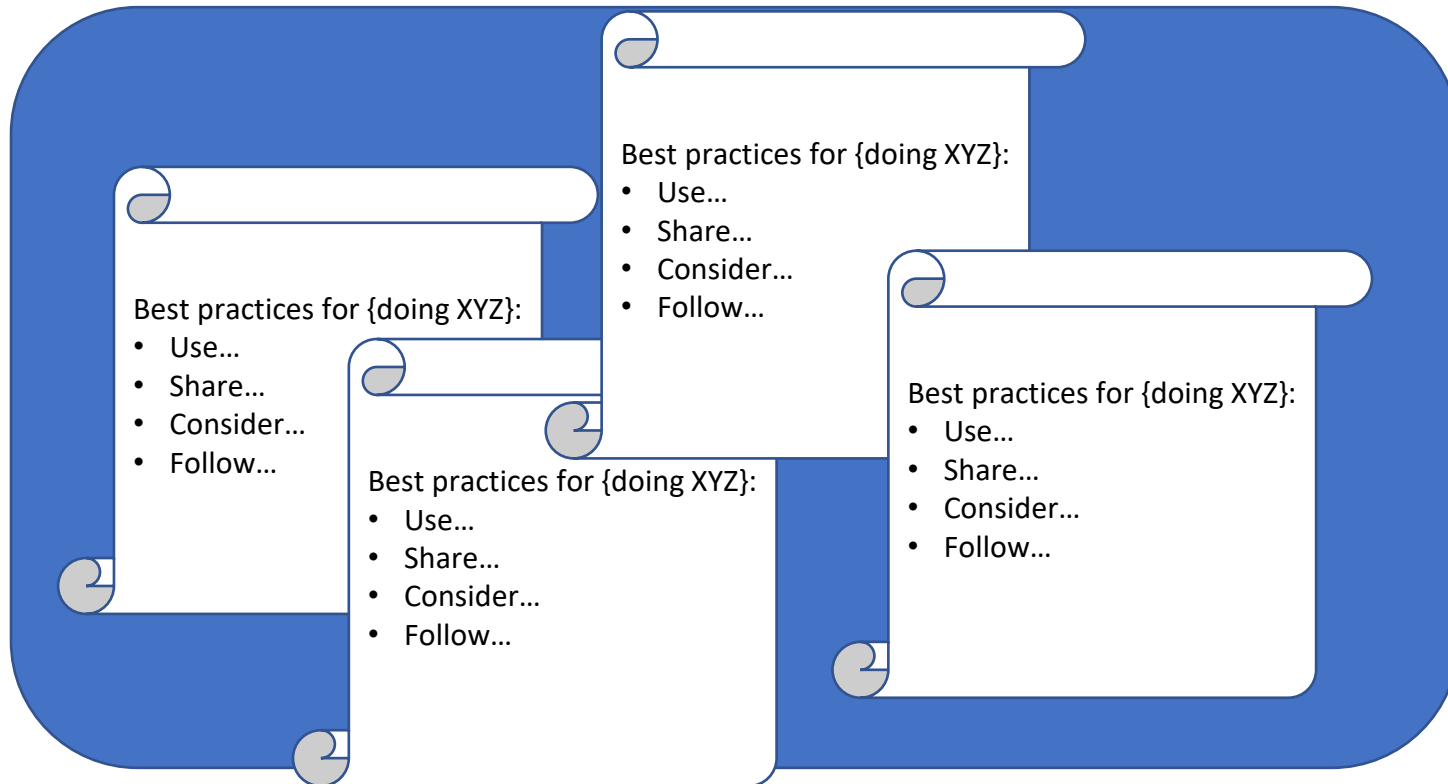 Best practices for {doing XYZ}:
• Use…
• Share…
• Consider…
• Follow…
Best practices for {doing XYZ}:
• Use…
• Share…
• Consider…
• Follow…
Best practices for {doing XYZ}:
• Use…
• Share…
• Consider…
• Follow…
Best practices for {doing XYZ}:
• Use…
• Share…
• Consider…
• Follow…